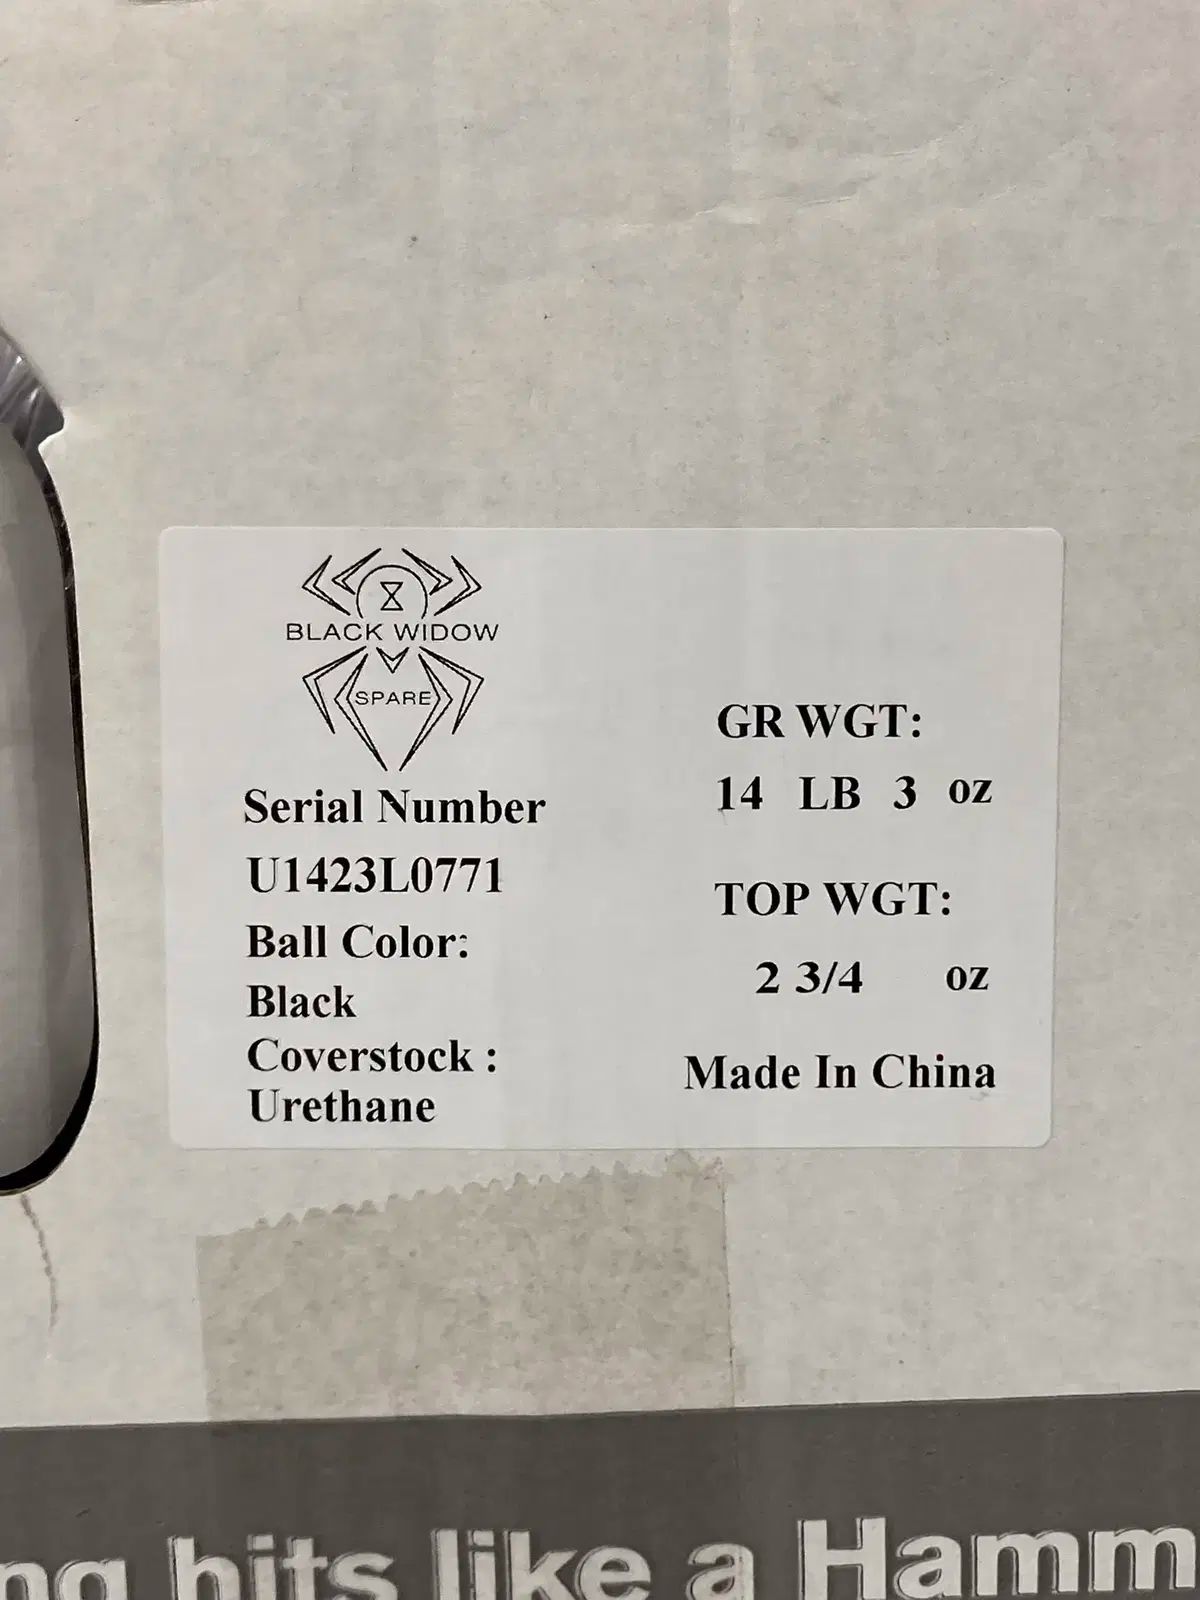 BLACK WIDOW
SPARE
Serial Number
U1423L0771
Ball Color:
Black
Coverstock :
Urethane
GR WGT:
14 LB 3 oz
TOP WGT:
2 3/4 oz
Made In China
hits like a